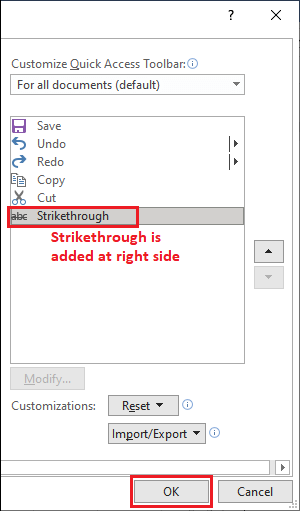 ?
Customize Quick Access Toolbar:
For all documents (default)
Save
Undo
Redo
Copy
Cut
abc Strikethrough
Strikethrough is
added at right side
Modify...
Customizations: Reset
Import/Export
OK Cancel